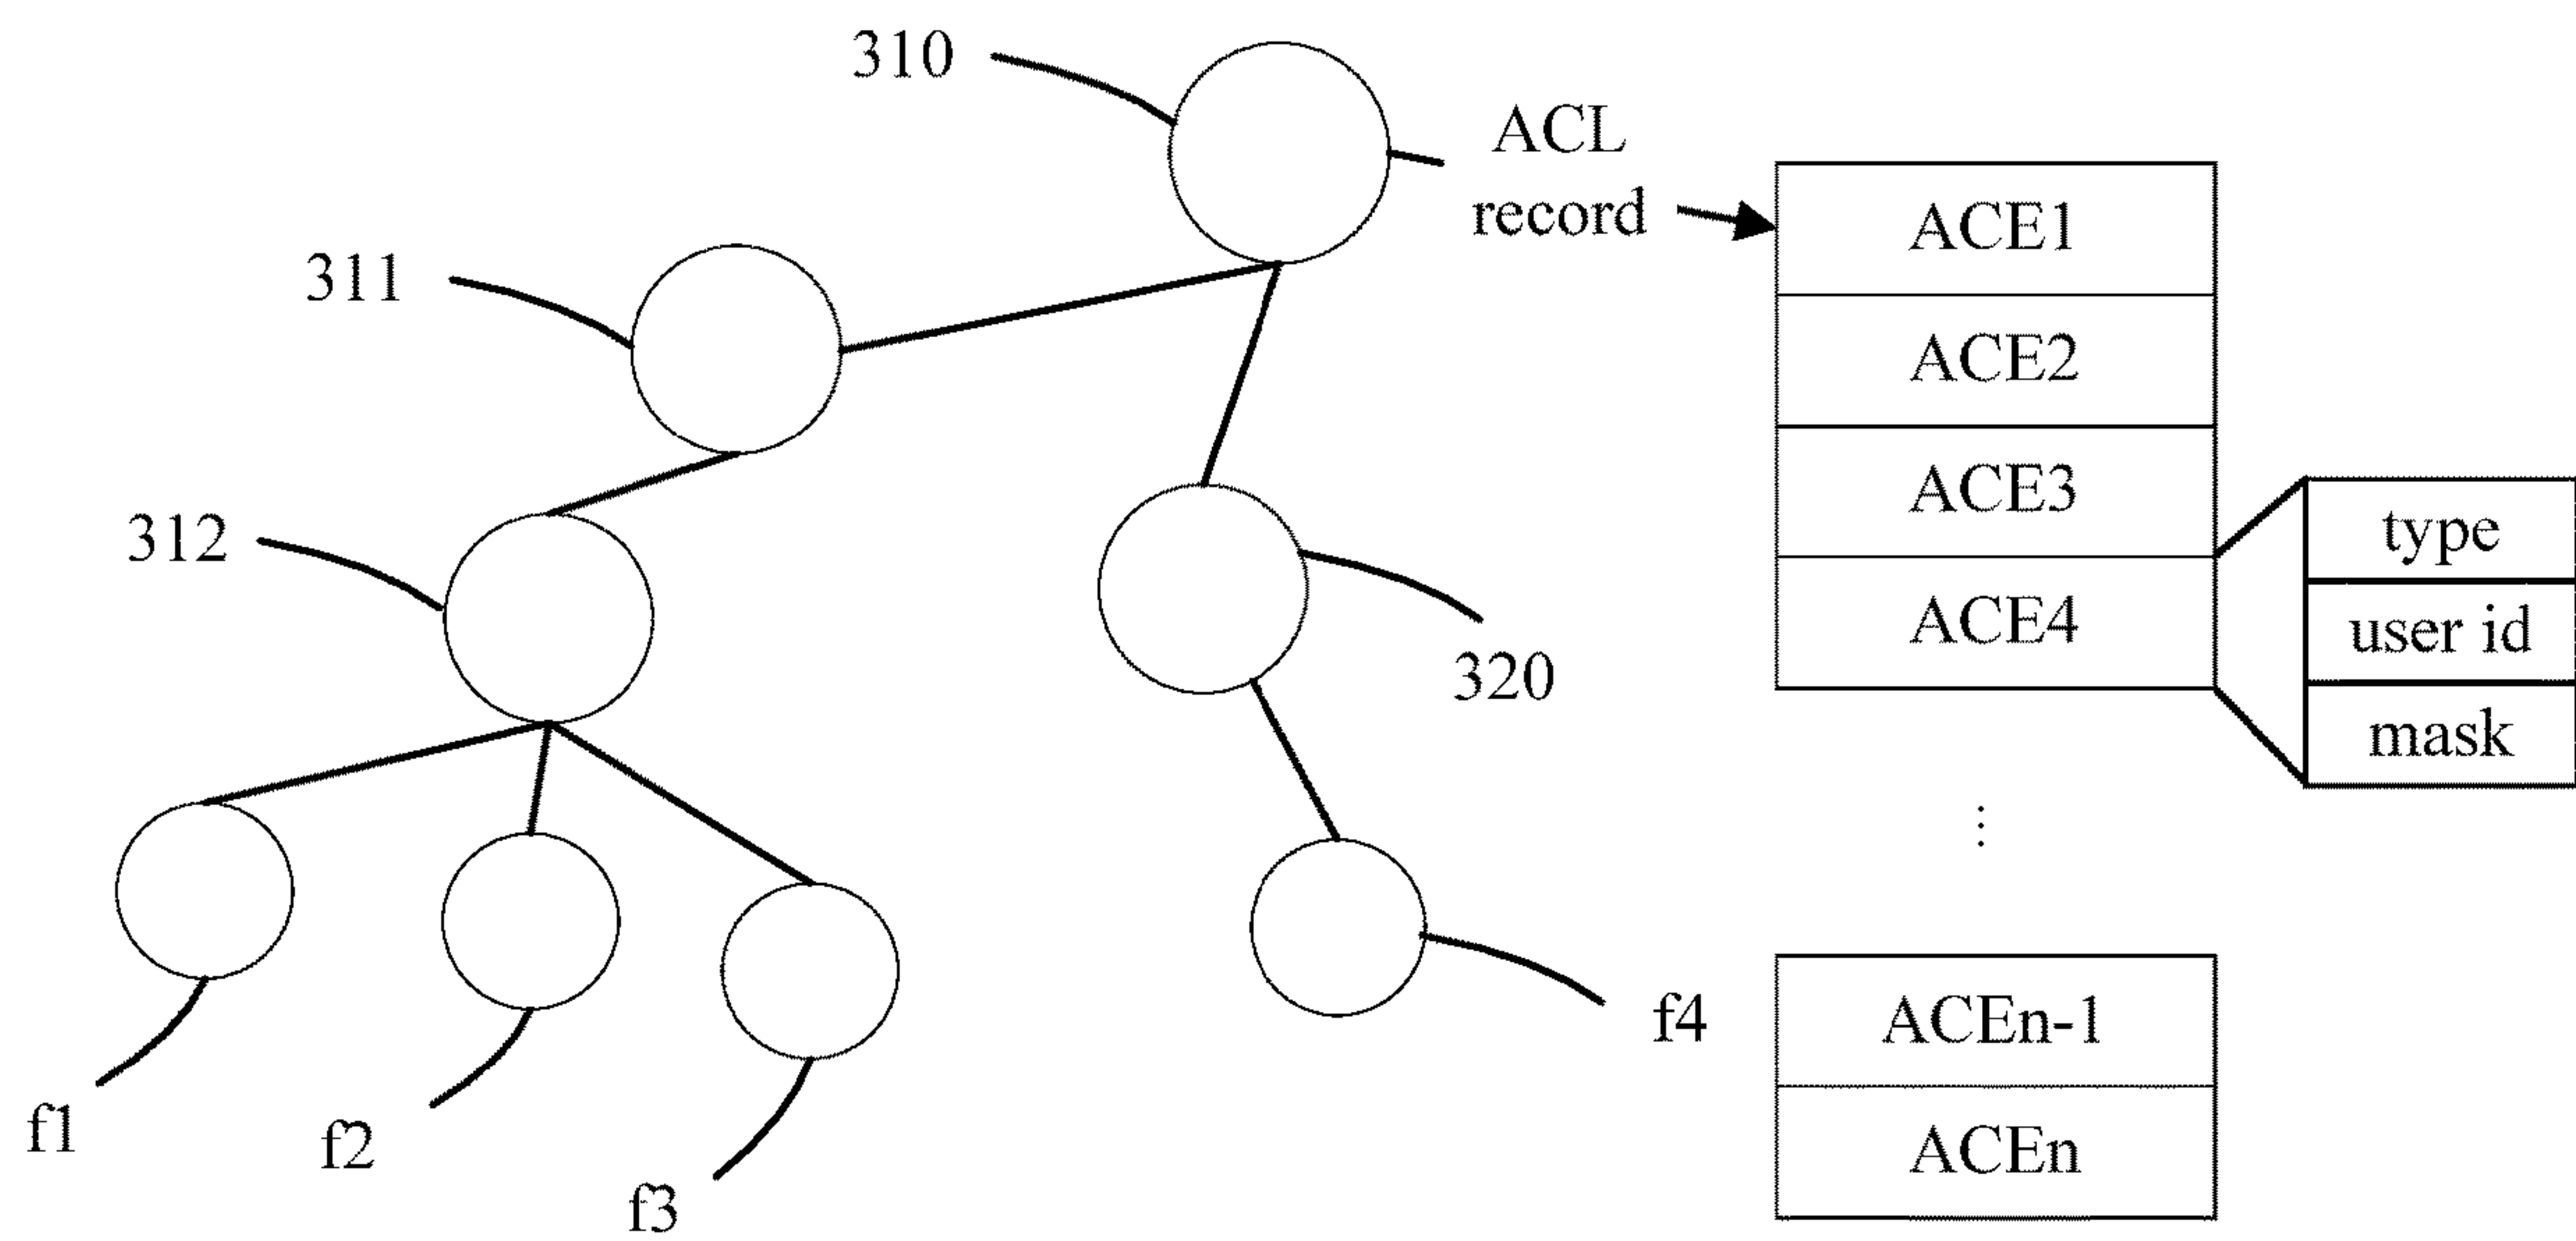 310
ACL
record
ACE1
311
ACE2
ACE3
type
312
ACE4
user id
320
mask
⋮
f4
ACEn-1
f1
f2
ACEn
f3